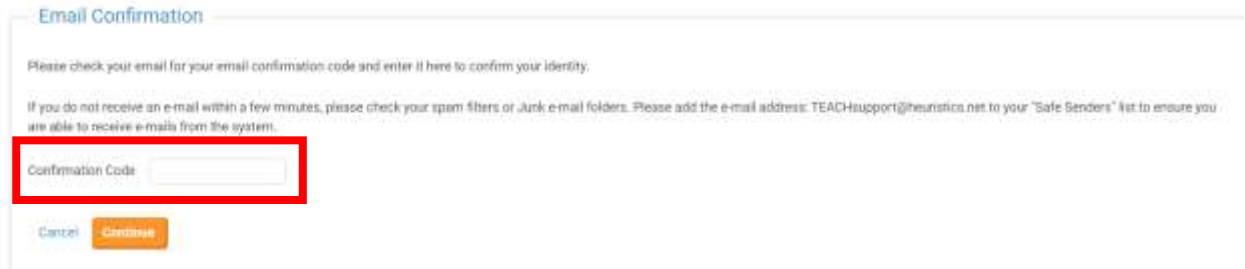 Email Confirmation
Please check your email for your email confirmation code and enter it here to confirm your identity.
If you do not receive an e-mail within a few minutes, please check your spam filters or Junk e-mail folders. Please add the e-mail address: TEACHsupport@heuristics.net to your "Safe Senders" list to ensure you
are able to receive e-mails from the system.
Confirmation Code
Cancel Continue